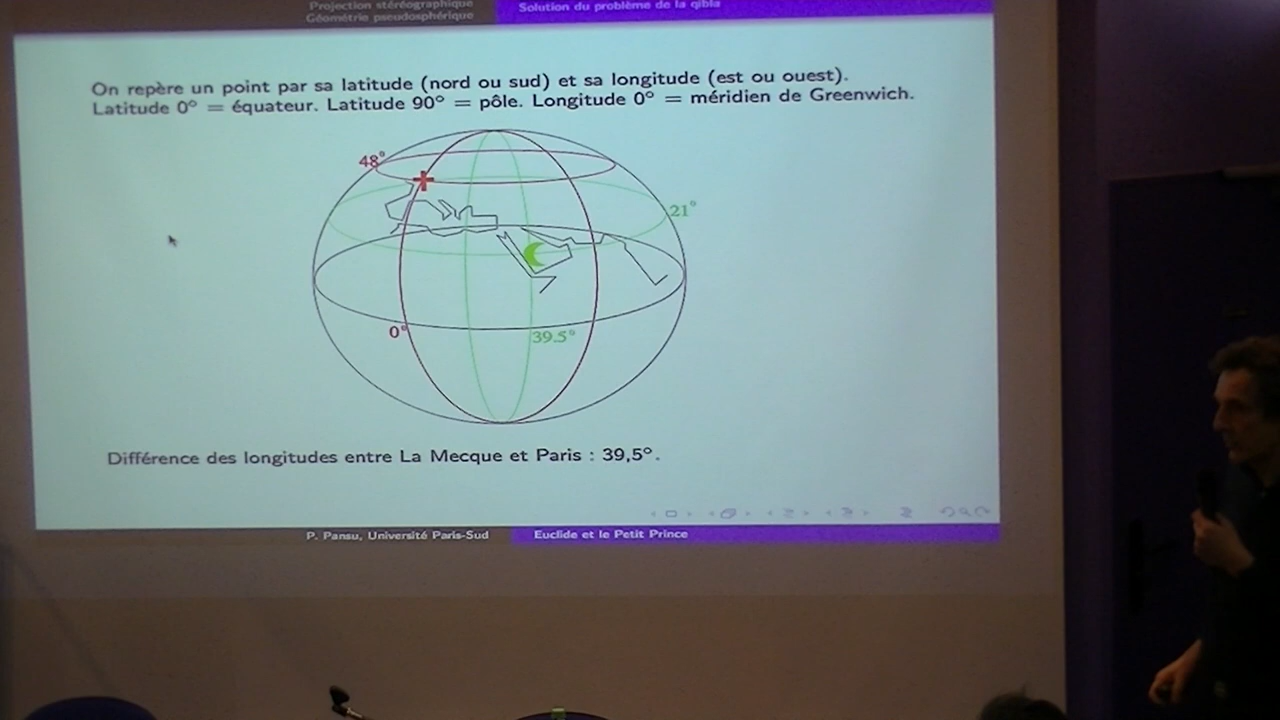 Projection stéréographique
Géométrie pseudosphérique
Solution du problème de la qibla
On repère un point par sa latitude (nord ou sud) et sa longitude (est ou ouest).
Latitude 0° = équateur. Latitude 90° = pôle. Longitude 0° = méridien de Greenwich.
48°
21°
0°
39.5°
Différence des longitudes entre La Mecque et Paris : 39,5°.
P. Pansu, Université Paris-Sud
Euclide et le Petit Prince